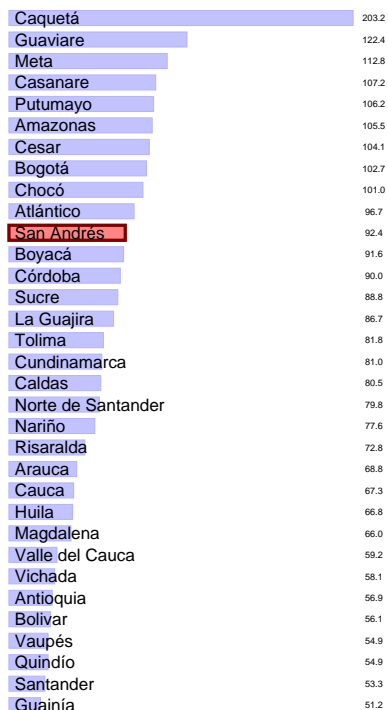 Caquetá 203.2
Guaviare 122.4
Meta 112.8
Casanare 107.2
Putumayo 106.2
Amazonas 105.5
Cesar 104.1
Bogotá 102.7
Chocó 101.0
Atlántico 96.7
San Andrés 92.4
Boyacá 91.6
Córdoba 90.0
Sucre 88.8
La Guajira 86.7
Tolima 81.8
Cundinamarca 81.0
Caldas 80.5
Norte de Santander 79.8
Nariño 77.6
Risaralda 72.8
Arauca 68.8
Cauca 67.3
Huila 66.8
Magdalena 66.0
Valle del Cauca 59.2
Vichada 58.1
Antioquia 56.9
Bolivar 56.1
Vaupés 54.9
Quindío 54.9
Santander 53.3
Guainía 51.2